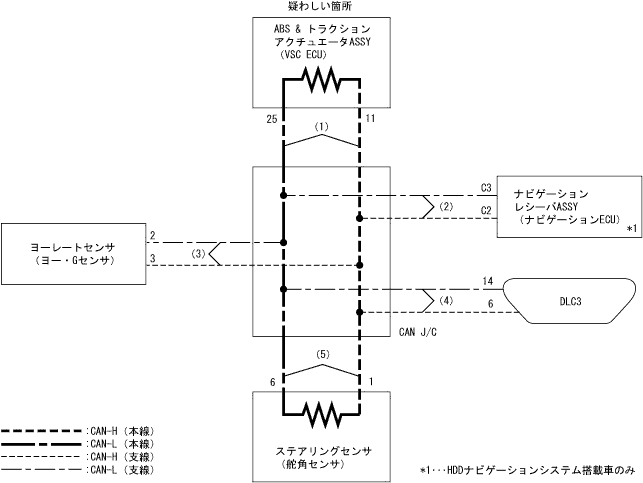 疑わしい箇所
ABS & トラクション
アクチュエータASSY
(VSC ECU)
25
11
(1)
C3
(2)
C2
ナビゲーション
レシーバASSY
(ナビゲーションECU)
*1
ヨーレートセンサ
(ヨー・Gセンサ)
2
(3)
3
14
(4)
6
DLC3
CAN J/C
(5)
6
1
ステアリングセンサ
(舵角センサ)
:CAN-H (本線)
:CAN-L (本線)
:CAN-H (支線)
:CAN-L (支線)
*1･･･HDDナビゲーションシステム搭載車のみ